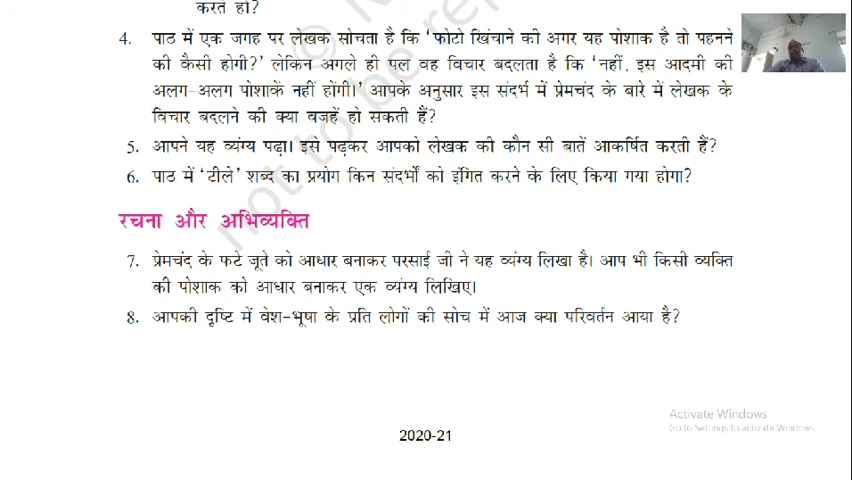 करते हो?
4. पाठ में एक जगह पर लेखक सोचता है कि 'फोटो खिंचाने की अगर यह पोशाक है तो पहनने
की कैसी होगी?' लेकिन अगले ही पल वह विचार बदलता है कि 'नहीं, इस आदमी की
अलग-अलग पोशाकें नहीं होंगी।' आपके अनुसार इस संदर्भ में प्रेमचंद के बारे में लेखक के
विचार बदलने की क्या वजहें हो सकती हैं?
5. आपने यह व्यंग्य पढ़ा। इसे पढ़कर आपको लेखक की कौन सी बातें आकर्षित करती हैं?
6. पाठ में 'टीले' शब्द का प्रयोग किन संदर्भों को इंगित करने के लिए किया गया होगा?
रचना और अभिव्यक्ति
7. प्रेमचंद के फटे जूते को आधार बनाकर परसाई जी ने यह व्यंग्य लिखा है। आप भी किसी व्यक्ति
की पोशाक को आधार बनाकर एक व्यंग्य लिखिए।
8. आपकी दृष्टि में वेश-भूषा के प्रति लोगों की सोच में आज क्या परिवर्तन आया है?
not to be rep
Activate Windows
Go to Settings to activate Windows.
2020-21